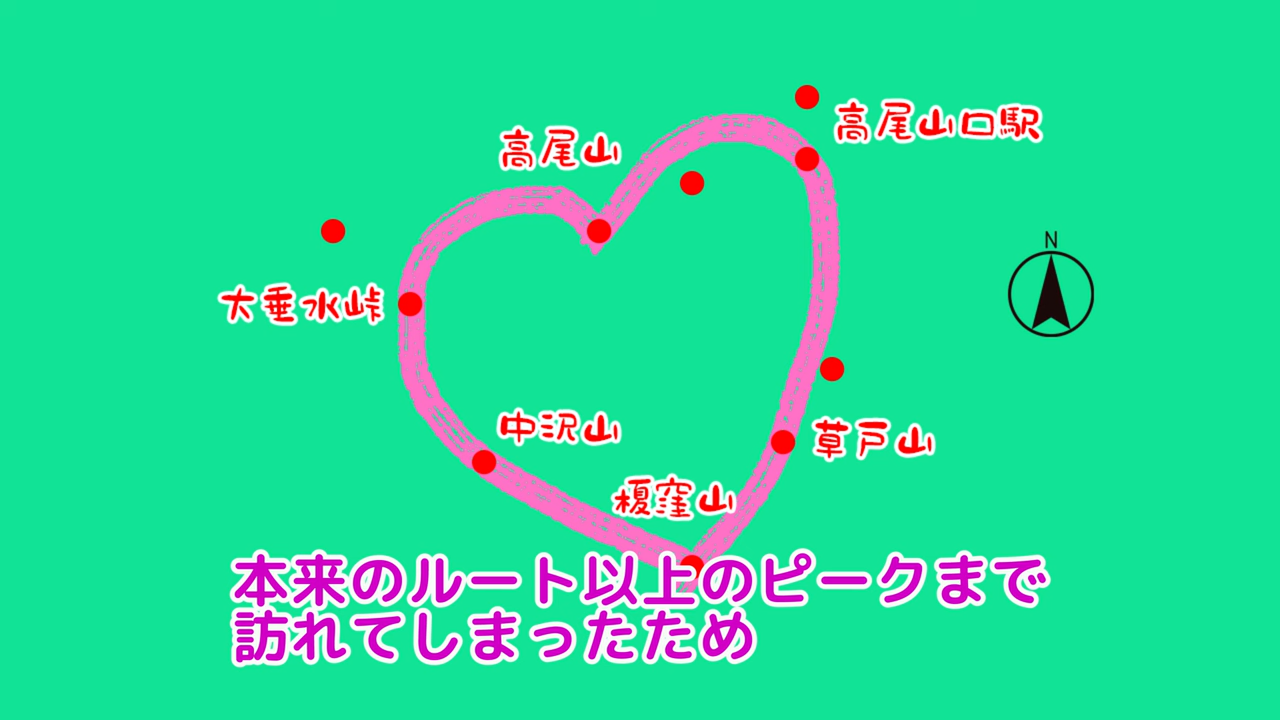 高尾山口駅
高尾山
N
大垂水峠
中沢山
草戸山
榎窪山
本来のルート以上のピークまで
訪れてしまったため